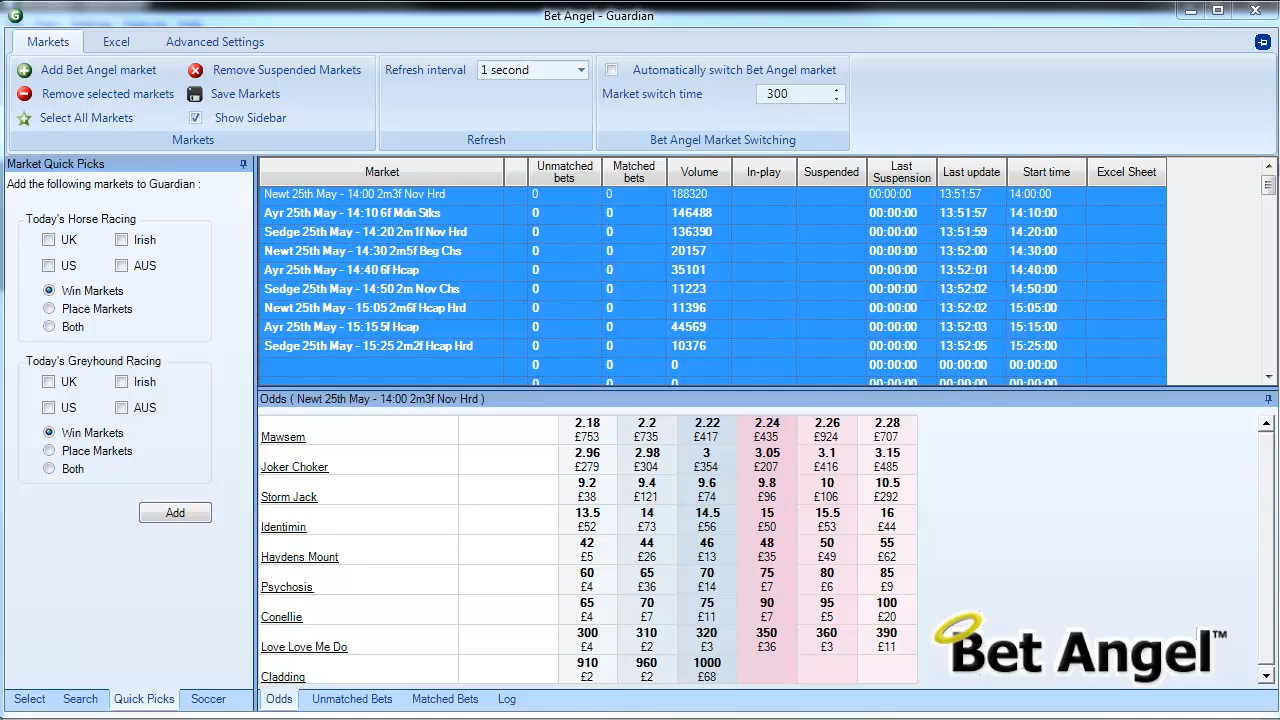 Bet Angel - Guardian
Markets Excel Advanced Settings
Add Bet Angel market Remove Suspended Markets Refresh interval 1 second Automatically switch Bet Angel market
Remove selected markets Save Markets Market switch time 300
Select All Markets Show Sidebar
Markets Refresh Bet Angel Market Switching
Market Quick Picks
Add the following markets to Guardian :
Today's Horse Racing
UK Irish
US AUS
Win Markets
Place Markets
Both
Today's Greyhound Racing
UK Irish
US AUS
Win Markets
Place Markets
Both
Add
Select Search Quick Picks Soccer
Market Unmatched bets Matched bets Volume In-play Suspended Last Suspension Last update Start time Excel Sheet
Newt 25th May - 14:00 2m3f Nov Hrd 0 0 188320 00:00:00 13:51:57 14:00:00
Ayr 25th May - 14:10 6f Mdn Stks 0 0 146488 00:00:00 13:51:57 14:10:00
Sedge 25th May - 14:20 2m1f Nov Hrd 0 0 136390 00:00:00 13:51:59 14:20:00
Newt 25th May - 14:30 2m5f Beg Chs 0 0 20157 00:00:00 13:52:00 14:30:00
Ayr 25th May - 14:40 6f Hcap 0 0 35101 00:00:00 13:52:01 14:40:00
Sedge 25th May - 14:50 2m Nov Chs 0 0 11223 00:00:00 13:52:02 14:50:00
Newt 25th May - 15:05 2m6f Hcap Hrd 0 0 11396 00:00:00 13:52:02 15:05:00
Ayr 25th May - 15:15 5f Hcap 0 0 44569 00:00:00 13:52:03 15:15:00
Sedge 25th May - 15:25 2m2f Hcap Hrd 0 0 10376 00:00:00 13:52:05 15:25:00
0 0 0 00:00:00 00:00:00 00:00:00
0 0 0 00:00:00 00:00:00 00:00:00
Odds ( Newt 25th May - 14:00 2m3f Nov Hrd )
2.18 2.2 2.22 2.24 2.26 2.28
Mawsem £753 £735 £417 £435 £924 £707
2.96 2.98 3 3.05 3.1 3.15
Joker Choker £279 £304 £354 £207 £416 £485
9.2 9.4 9.6 9.8 10 10.5
Storm Jack £38 £121 £74 £96 £106 £292
13.5 14 14.5 15 15.5 16
Identimin £52 £73 £56 £50 £53 £44
42 44 46 48 50 55
Haydens Mount £5 £26 £13 £35 £49 £62
60 65 70 75 80 85
Psychosis £4 £36 £14 £7 £6 £9
65 70 75 90 95 100
Conellie £4 £7 £11 £7 £5 £20
300 310 320 350 360 390
Love Love Me Do £4 £2 £3 £36 £3 £11
910 960 1000
Cladding £2 £2 £68
Bet Angel™
Odds Unmatched Bets Matched Bets Log